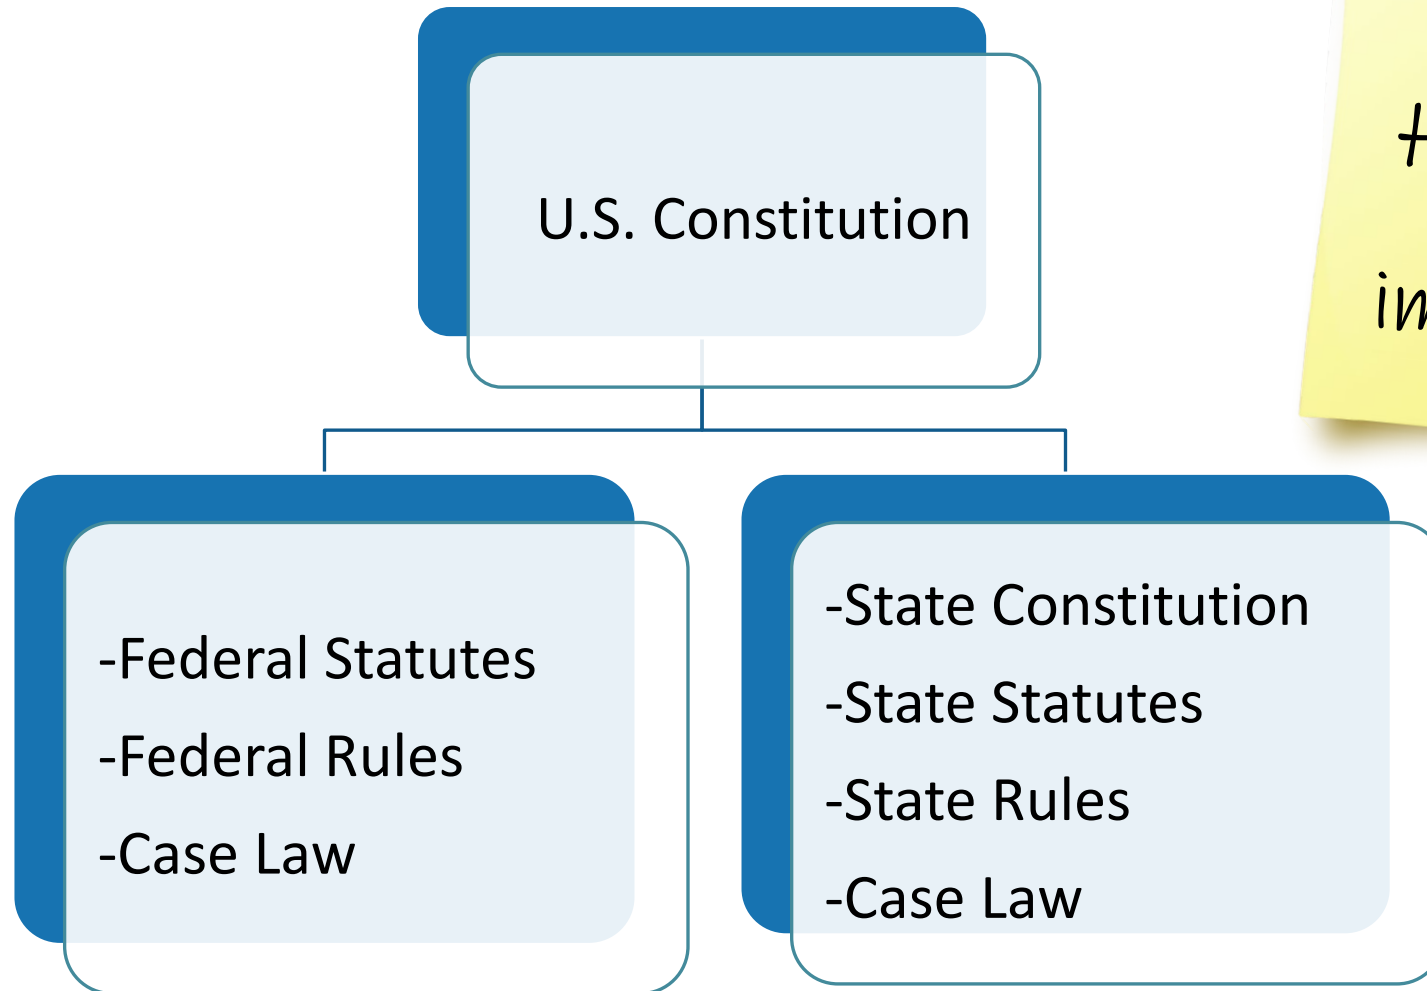 U.S. Constitution
-Federal Statutes
-Federal Rules
-Case Law
-State Constitution
-State Statutes
-State Rules
-Case Law